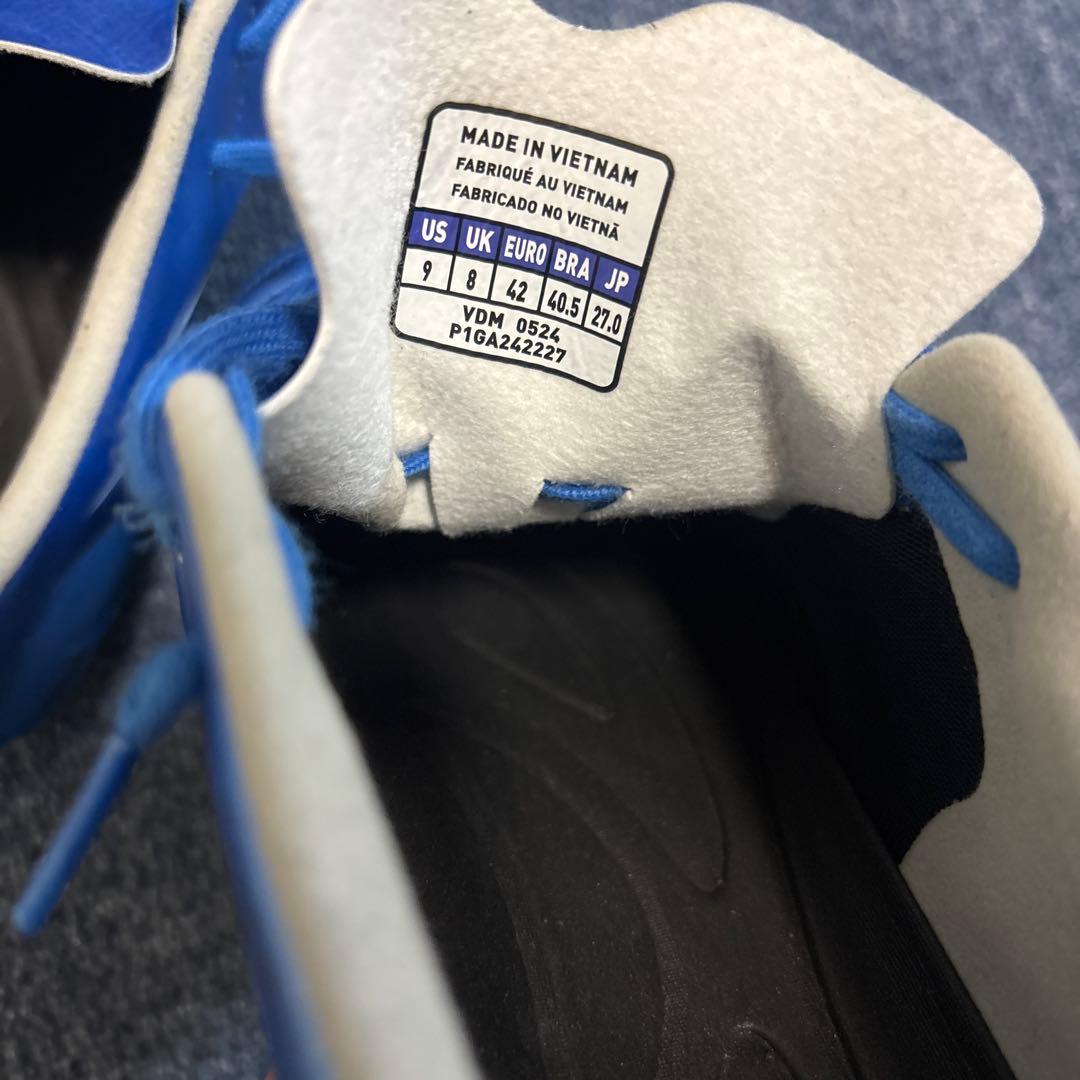 MADE IN VIETNAM
FABRIQUÉ AU VIETNAM
FABRICADO NO VIETNÃ
US UK EURO BRA JP
9 8 42 40.5 27.0
VDM 0524
P1GA242227